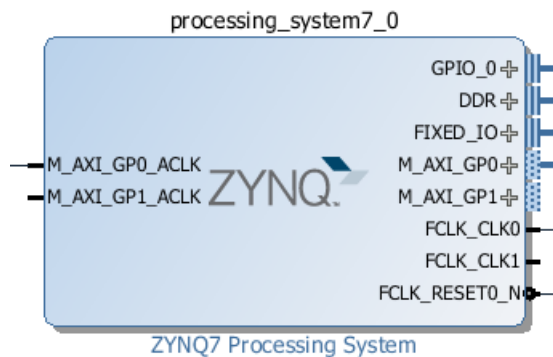 processing_system7_0
GPIO_0
DDR
FIXED_IO
M_AXI_GP0_ACLK
M_AXI_GP0
M_AXI_GP1_ACLK
ZYNQ
M_AXI_GP1
FCLK_CLK0
FCLK_CLK1
FCLK_RESET0_N
ZYNQ7 Processing System